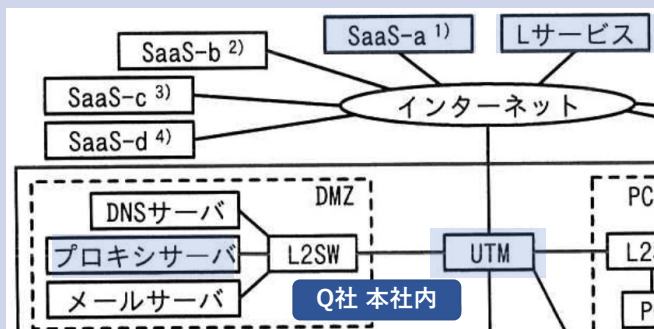 SaaS-a 1)
Lサービス
SaaS-b 2)
SaaS-c 3)
インターネット
SaaS-d 4)
DMZ
PC
DNSサーバ
プロキシサーバ
L2SW
UTM
メールサーバ
Q社 本社内